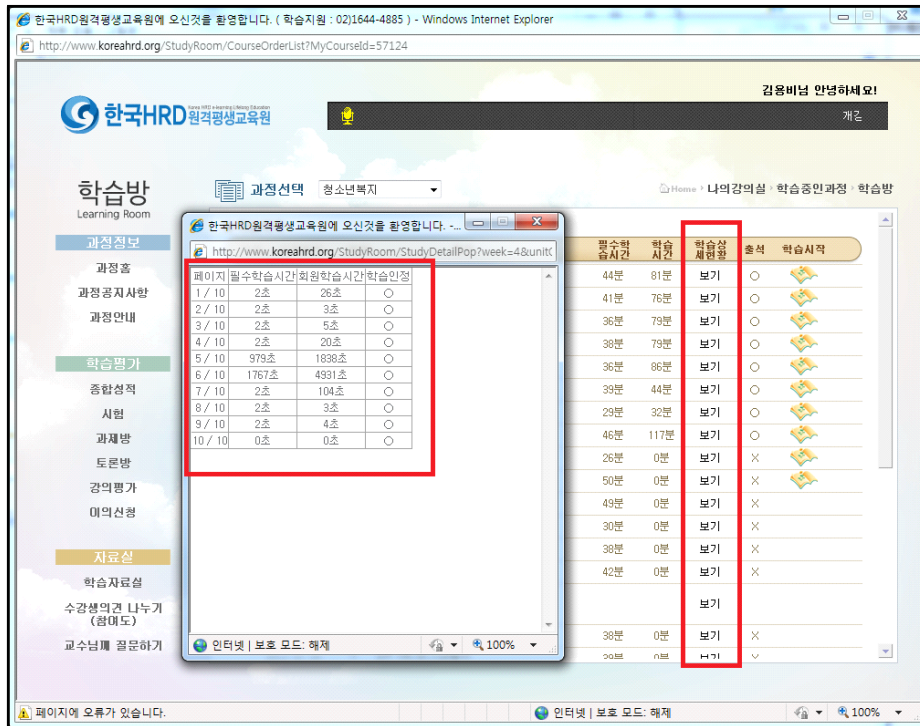 한국HRD원격평생교육원에 오신것을 환영합니다. ( 학습지원 : 02)1644-4885 ) - Windows Internet Explorer
http://www.koreahrd.org/StudyRoom/CourseOrderList?MyCourseId=57124
김용비님 안녕하세요!
한국HRD원격평생교육원
개강
학습방
Learning Room
과정선택 청소년복지
Home > 나의강의실 > 학습중인과정 > 학습방
과정정보
과정홈
과정공지사항
과정안내
학습평가
종합성적
시험
과제방
토론방
강의평가
이의신청
자료실
학습자료실
수강생의견 나누기
(참여도)
교수님께 질문하기
한국HRD원격평생교육원에 오신것을 환영합니다. -...
http://www.koreahrd.org/StudyRoom/StudyDetailPop?week=4&unit(
페이지 필수학습시간 회원학습시간 학습인정
1 / 10 2초 26초 ○
2 / 10 2초 3초 ○
3 / 10 2초 5초 ○
4 / 10 2초 20초 ○
5 / 10 979초 1838초 ○
6 / 10 1767초 4931초 ○
7 / 10 2초 104초 ○
8 / 10 2초 3초 ○
9 / 10 2초 4초 ○
10 / 10 0초 0초 ○
인터넷 | 보호 모드: 해제 100%
필수학습시간 학습시간 학습상세현황 출석 학습시작
44분 81분 보기 ○
41분 76분 보기 ○
36분 79분 보기 ○
38분 79분 보기 ○
36분 86분 보기 ○
39분 44분 보기 ○
29분 32분 보기 ○
46분 117분 보기 ○
26분 0분 보기 X
50분 0분 보기 X
49분 0분 보기 X
30분 0분 보기 X
38분 0분 보기 X
42분 0분 보기 X
보기
38분 0분 보기 X
페이지에 오류가 있습니다.
인터넷 | 보호 모드: 해제 100%